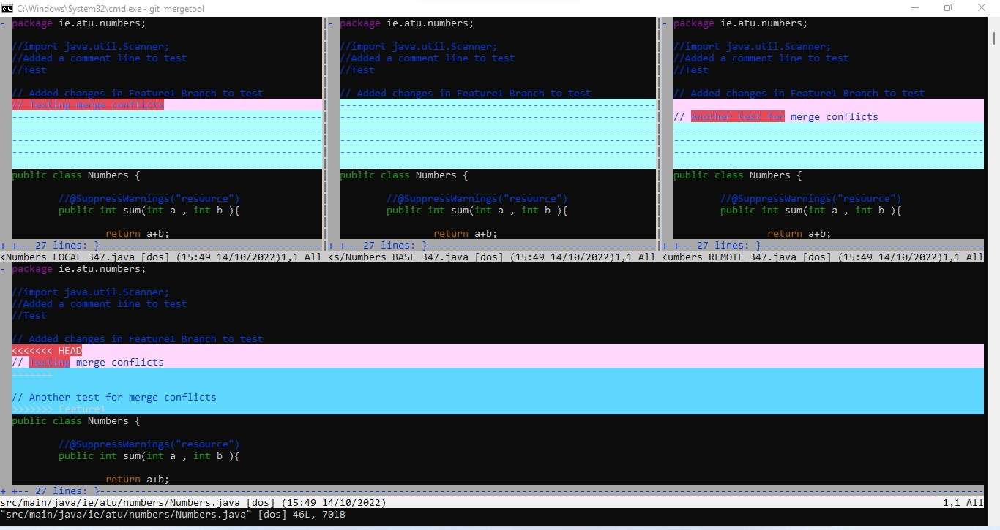 C:\Windows\System32\cmd.exe - git mergetool
- package ie.atu.numbers;
//import java.util.Scanner;
//Added a comment line to test
//Test
// Added changes in Feature1 Branch to test
// Testing merge conflicts
public class Numbers {
//@SuppressWarnings("resource")
public int sum(int a , int b ){
return a+b;
+ +-- 27 lines: }
<Numbers_LOCAL_347.java [dos] (15:49 14/10/2022)1,1 All
- package ie.atu.numbers;
//import java.util.Scanner;
//Added a comment line to test
//Test
// Added changes in Feature1 Branch to test
public class Numbers {
//@SuppressWarnings("resource")
public int sum(int a , int b ){
return a+b;
+ +-- 27 lines: }
<s/Numbers_BASE_347.java [dos] (15:49 14/10/2022)1,1 All
- package ie.atu.numbers;
//import java.util.Scanner;
//Added a comment line to test
//Test
// Added changes in Feature1 Branch to test
// Another test for merge conflicts
public class Numbers {
//@SuppressWarnings("resource")
public int sum(int a , int b ){
return a+b;
+ +-- 27 lines: }
<umbers_REMOTE_347.java [dos] (15:49 14/10/2022)1,1 All
- package ie.atu.numbers;
//import java.util.Scanner;
//Added a comment line to test
//Test
// Added changes in Feature1 Branch to test
<<<<<<< HEAD
// Testing merge conflicts
=======
// Another test for merge conflicts
>>>>>>> Feature1
public class Numbers {
//@SuppressWarnings("resource")
public int sum(int a , int b ){
return a+b;
+ +-- 27 lines: }
src/main/java/ie/atu/numbers/Numbers.java [dos] (15:49 14/10/2022) 1,1 All
"src/main/java/ie/atu/numbers/Numbers.java" [dos] 46L, 701B